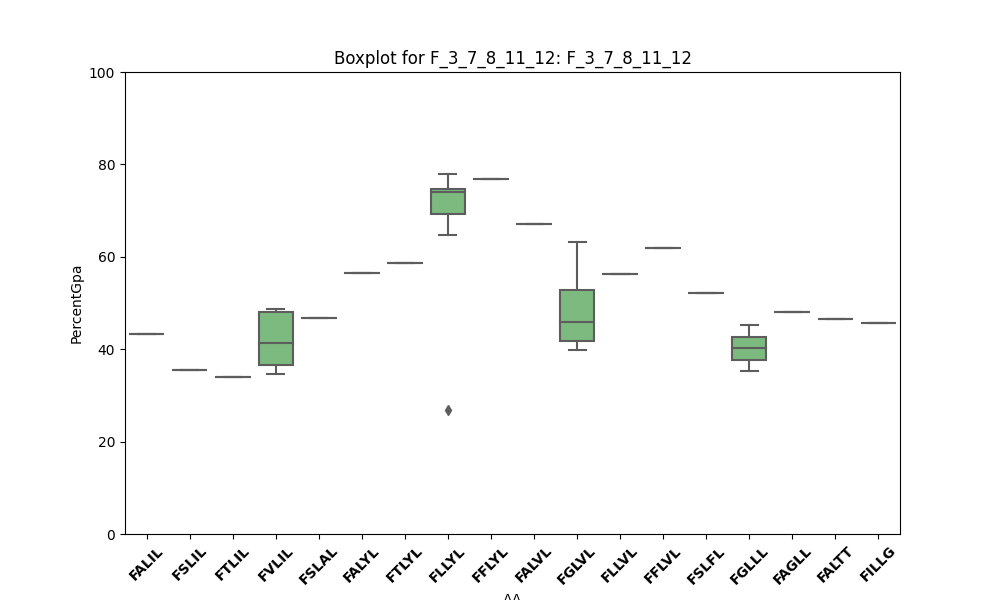 Boxplot for F_3_7_8_11_12: F_3_7_8_11_12
100
80
60
40
20
0
PercentGpa
FALIL
FSLIL
FTLIL
FVLIL
FSLAL
FALYL
FTLYL
FLLYL
FFLYL
FALVL
FGLVL
FLLVL
FFLVL
FSLFL
FGLLL
FAGLL
FALTT
FILLG
AA